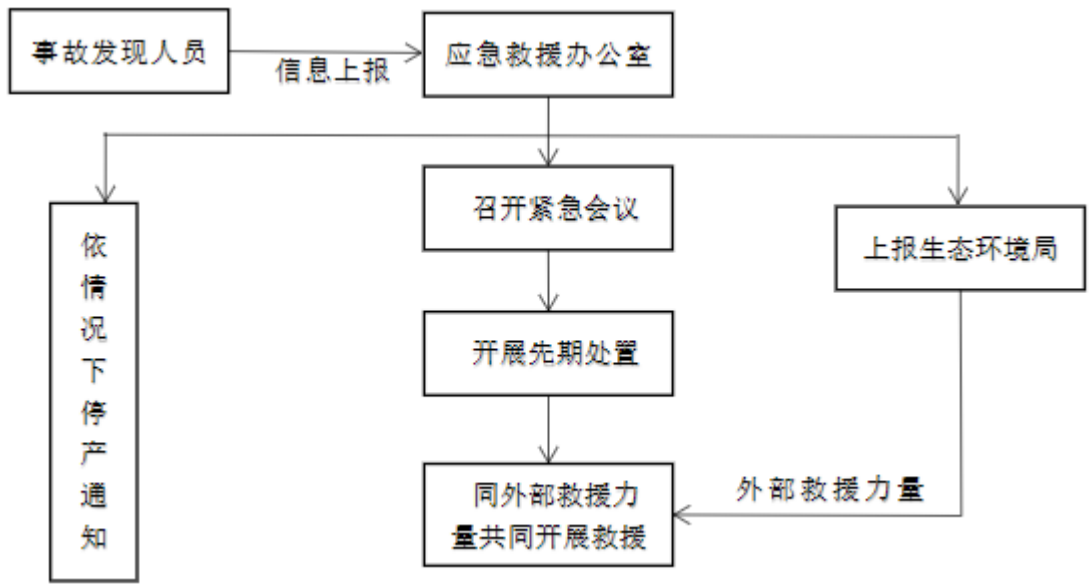 事故发现人员
信息上报
应急救援办公室
召开紧急会议
上报生态环境局
依情况下停产通知
开展先期处置
同外部救援力
量共同开展救援
外部救援力量